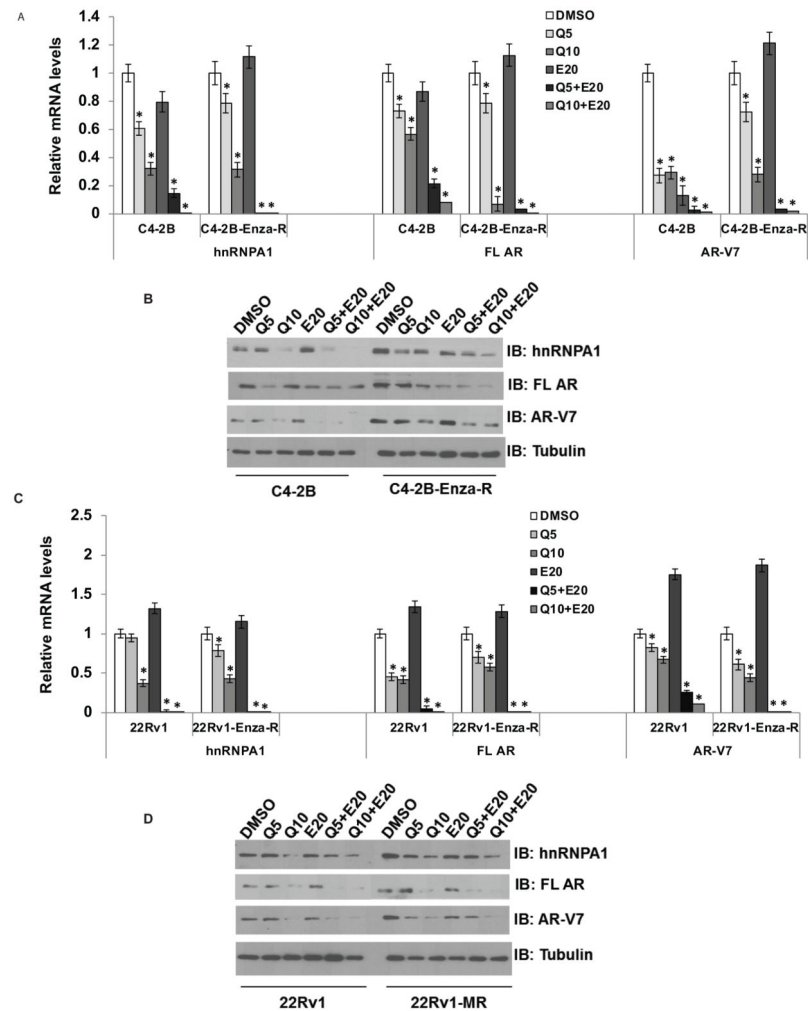 A
Relative mRNA levels
1.4
1.2
1
0.8
0.6
0.4
0.2
0
DMSO
Q5
Q10
E20
Q5+E20
Q10+E20
* * * * * * * * * * * * * * * * * * * * * * * *
C4-2B C4-2B-Enza-R C4-2B C4-2B-Enza-R C4-2B C4-2B-Enza-R
hnRNPA1 FL AR AR-V7
B
DMSO Q5 Q10 E20 Q5+E20 Q10+E20 DMSO Q5 Q10 E20 Q5+E20 Q10+E20
IB: hnRNPA1
IB: FL AR
IB: AR-V7
IB: Tubulin
C4-2B C4-2B-Enza-R
C
Relative mRNA levels
2.5
2
1.5
1
0.5
0
DMSO
Q5
Q10
E20
Q5+E20
Q10+E20
* * * * * * * * * * * * * * * * * * * * * * *
22Rv1 22Rv1-Enza-R 22Rv1 22Rv1-Enza-R 22Rv1 22Rv1-Enza-R
hnRNPA1 FL AR AR-V7
D
DMSO Q5 Q10 E20 Q5+E20 Q10+E20 DMSO Q5 Q10 E20 Q5+E20 Q10+E20
IB: hnRNPA1
IB: FL AR
IB: AR-V7
IB: Tubulin
22Rv1 22Rv1-MR